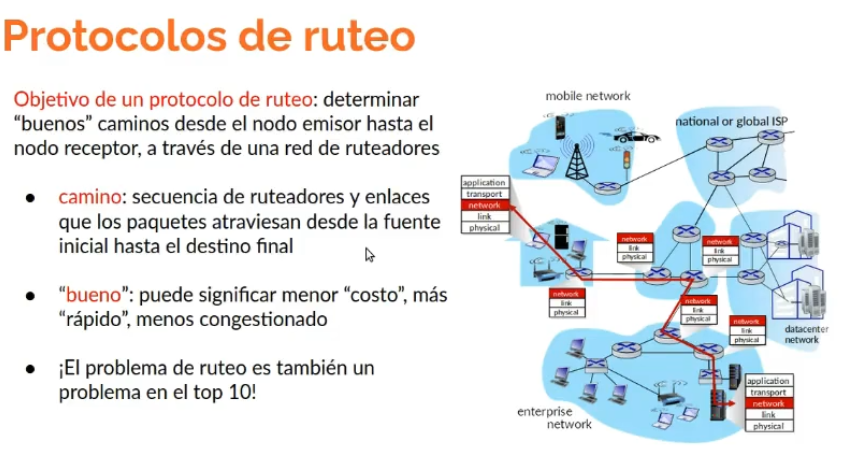 Protocolos de ruteo
Objetivo de un protocolo de ruteo: determinar
"buenos" caminos desde el nodo emisor hasta el
nodo receptor, a través de una red de ruteadores
● camino: secuencia de ruteadores y enlaces
que los paquetes atraviesan desde la fuente
inicial hasta el destino final
● "bueno": puede significar menor "costo", más
"rápido", menos congestionado
● ¡El problema de ruteo es también un
problema en el top 10!
mobile network
national or global ISP
application
transport
network
link
physical
network
link
physical
network
link
physical
network
link
physical
network
link
physical
network
link
physical
datacenter
network
application
transport
network
link
physical
enterprise
network